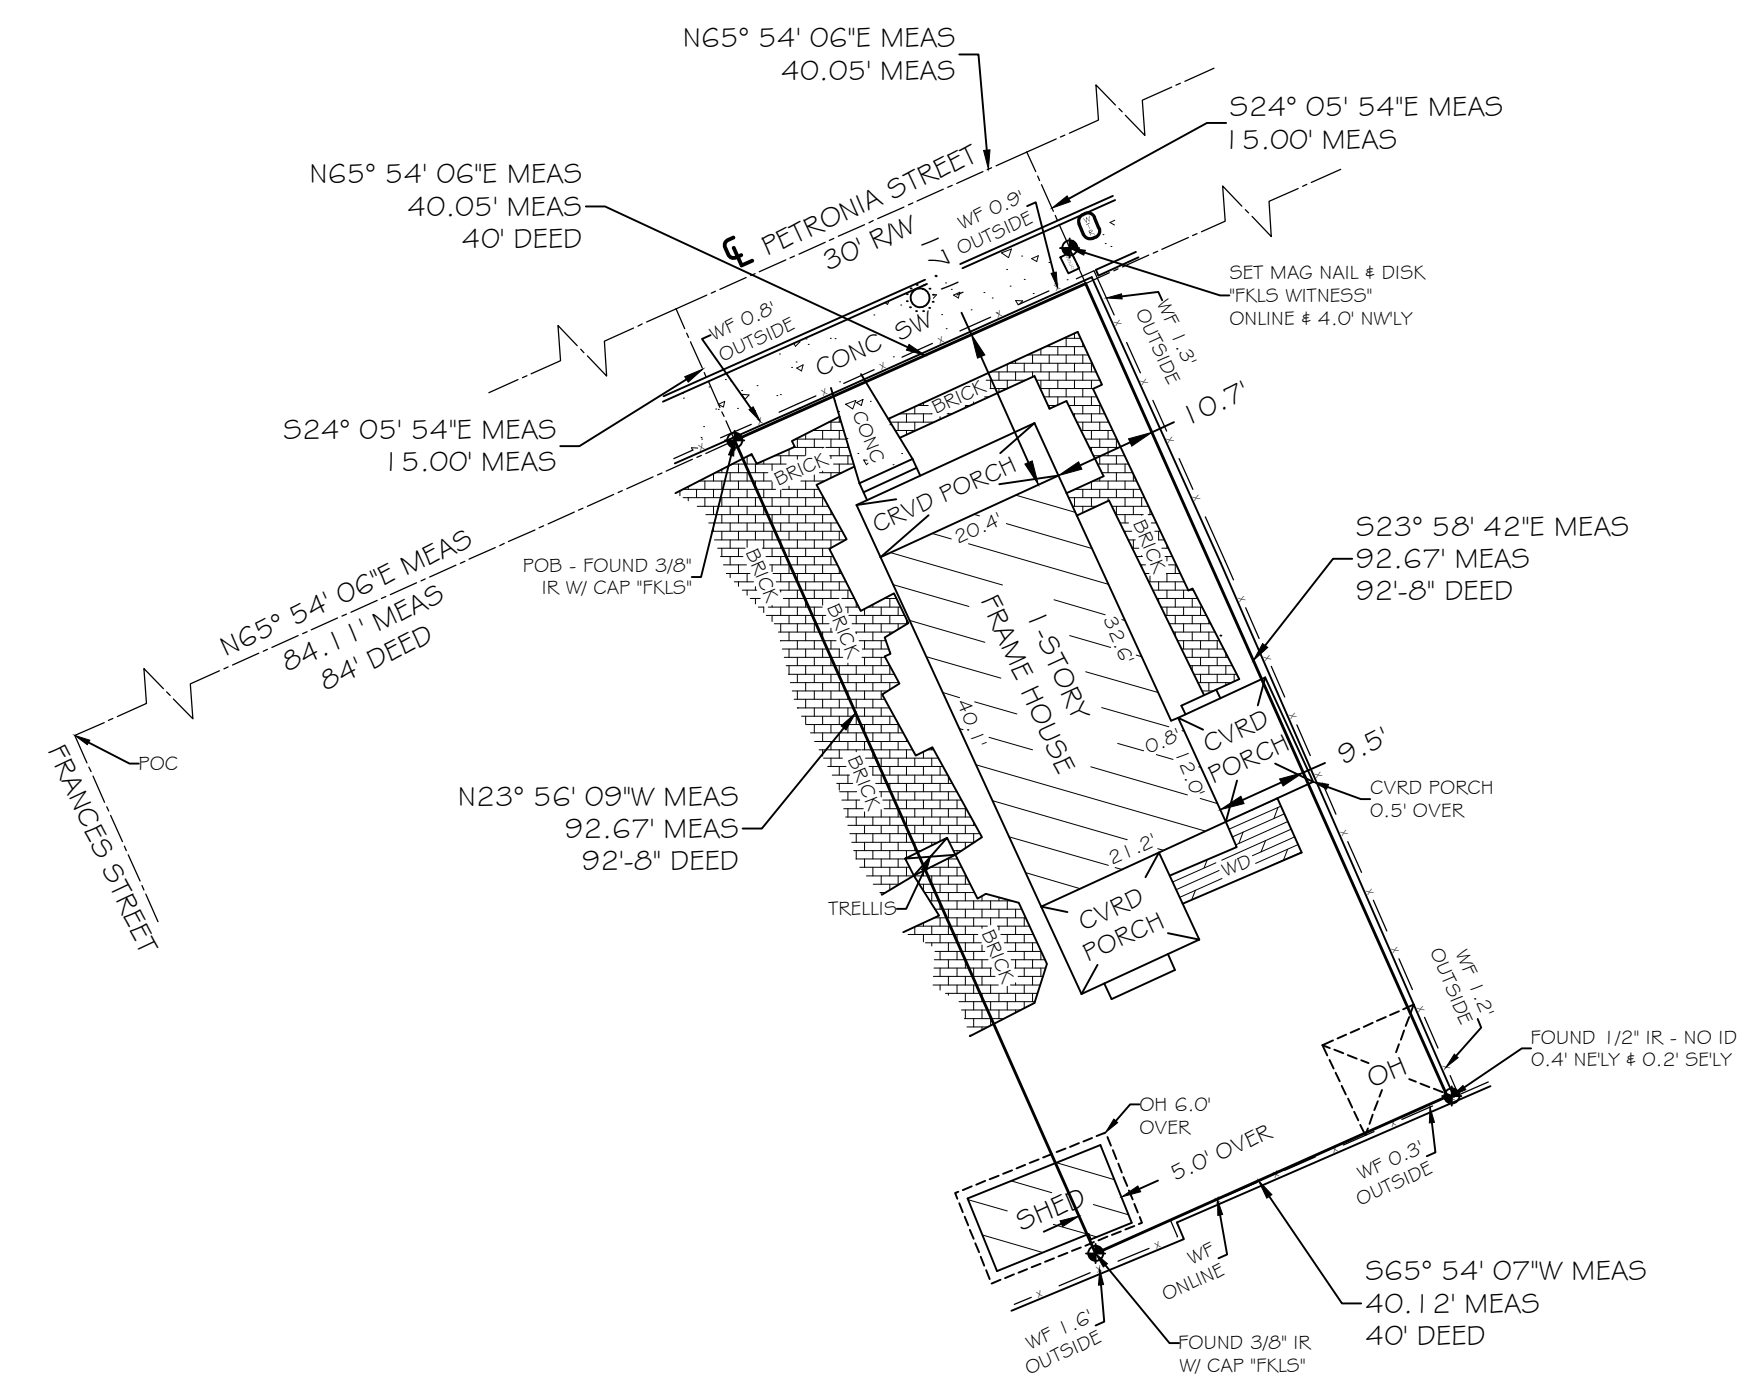 N65° 54' 06"E MEAS
40.05' MEAS
S24° 05' 54"E MEAS
15.00' MEAS
N65° 54' 06"E MEAS
40.05' MEAS
40' DEED
℄ PETRONIA STREET
30' R/W
WF 0.9'
OUTSIDE
SET MAG NAIL & DISK
"FKLS WITNESS"
ONLINE & 4.0' NW'LY
WF 0.8'
OUTSIDE
CONC SW
WF 1.3'
OUTSIDE
S24° 05' 54"E MEAS
15.00' MEAS
10.7'
BRICK
CONC
BRICK
CRVD PORCH
20.4'
N65° 54' 06"E MEAS
84.11' MEAS
84' DEED
POB - FOUND 3/8"
IR W/ CAP "FKLS"
BRICK
BRICK
BRICK
S23° 58' 42"E MEAS
92.67' MEAS
92'-8" DEED
1-STORY
FRAME HOUSE
32.6'
40.1'
POC
FRANCES STREET
0.8'
12.0'
CVRD
PORCH
9.5'
CVRD PORCH
0.5' OVER
N23° 56' 09"W MEAS
92.67' MEAS
92'-8" DEED
BRICK
21.2'
WD
TRELLIS
CVRD
PORCH
BRICK
WF 1.2'
OUTSIDE
FOUND 1/2" IR - NO ID
0.4' NE'LY & 0.2' SE'LY
OH
OH 6.0'
OVER
5.0' OVER
SHED
WF 0.3'
OUTSIDE
WF
ONLINE
S65° 54' 07"W MEAS
40.12' MEAS
40' DEED
WF 1.6'
OUTSIDE
FOUND 3/8" IR
W/ CAP "FKLS"